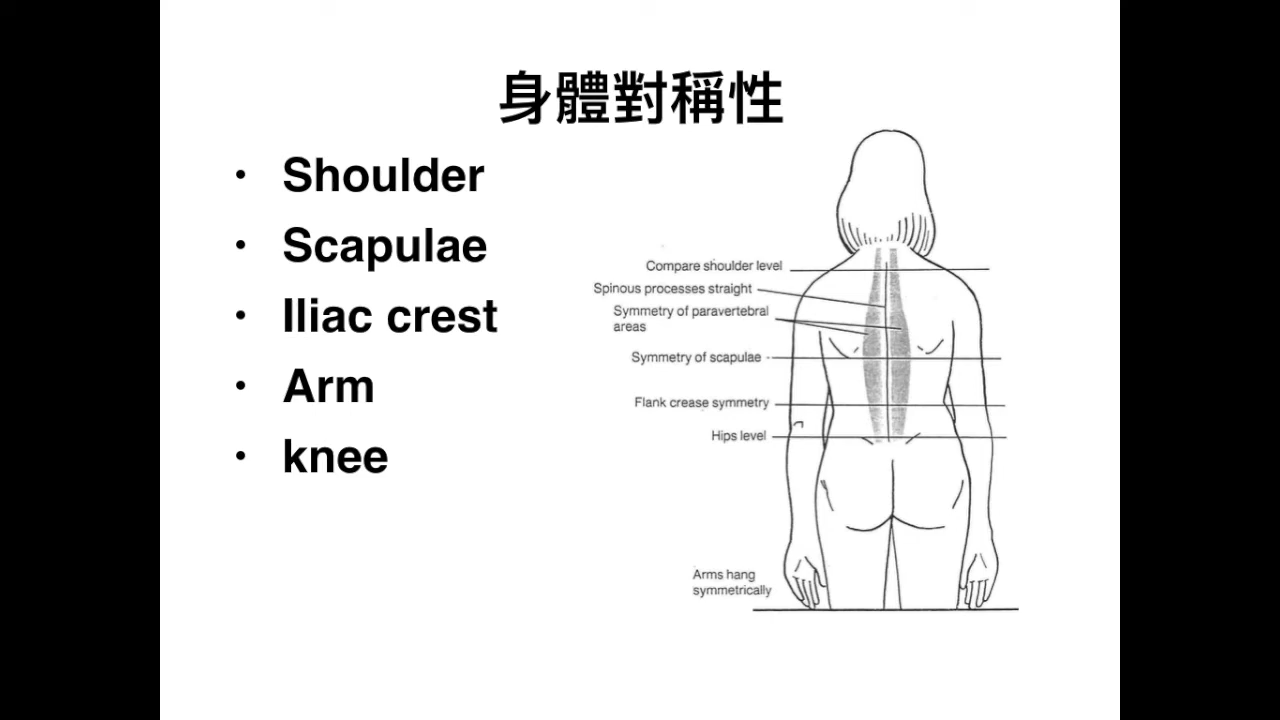 身體對稱性
• Shoulder
• Scapulae
• Iliac crest
• Arm
• knee
Compare shoulder level
Spinous processes straight
Symmetry of paravertebral
areas
Symmetry of scapulae
Flank crease symmetry
Hips level
Arms hang
symmetrically